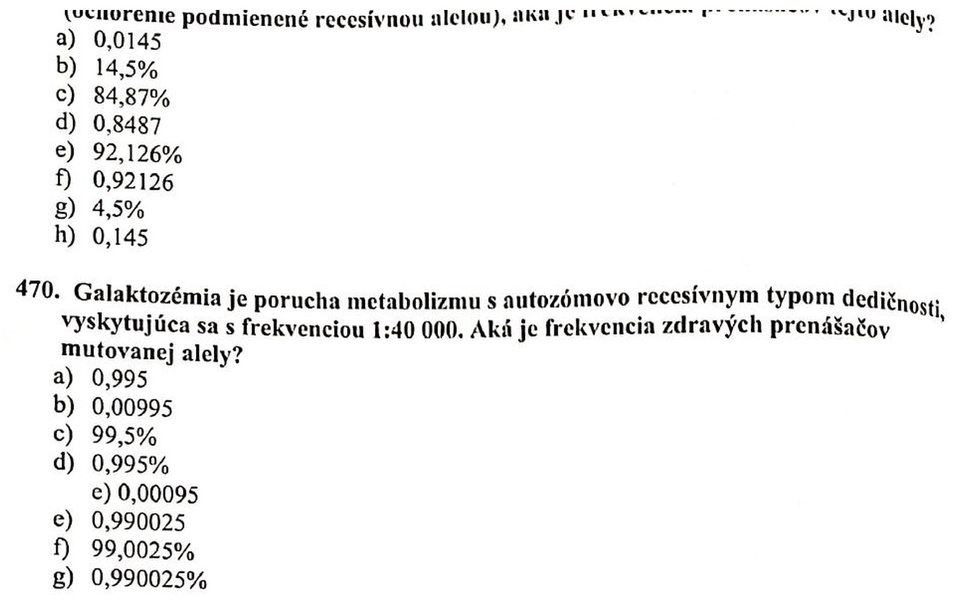 podmienené recesívnou alelou), aká je alely?
a) 0,0145
b) 14,5%
c) 84,87%
d) 0,8487
e) 92,126%
f) 0,92126
g) 4,5%
h) 0,145
470. Galaktozémia je porucha metabolizmu s autozómovo recesívnym typom dedičnosti,
vyskytujúca sa s frekvenciou 1:40 000. Aká je frekvencia zdravých prenášačov
mutovanej alely?
a) 0,995
b) 0,00995
c) 99,5%
d) 0,995%
e) 0,00095
e) 0,990025
f) 99,0025%
g) 0,990025%